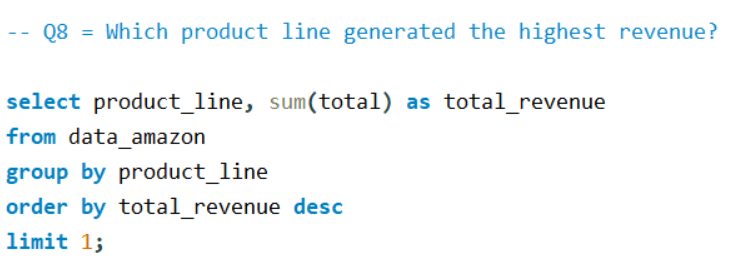 -- Q8 = Which product line generated the highest revenue?
select product_line, sum(total) as total_revenue
from data_amazon
group by product_line
order by total_revenue desc
limit 1;